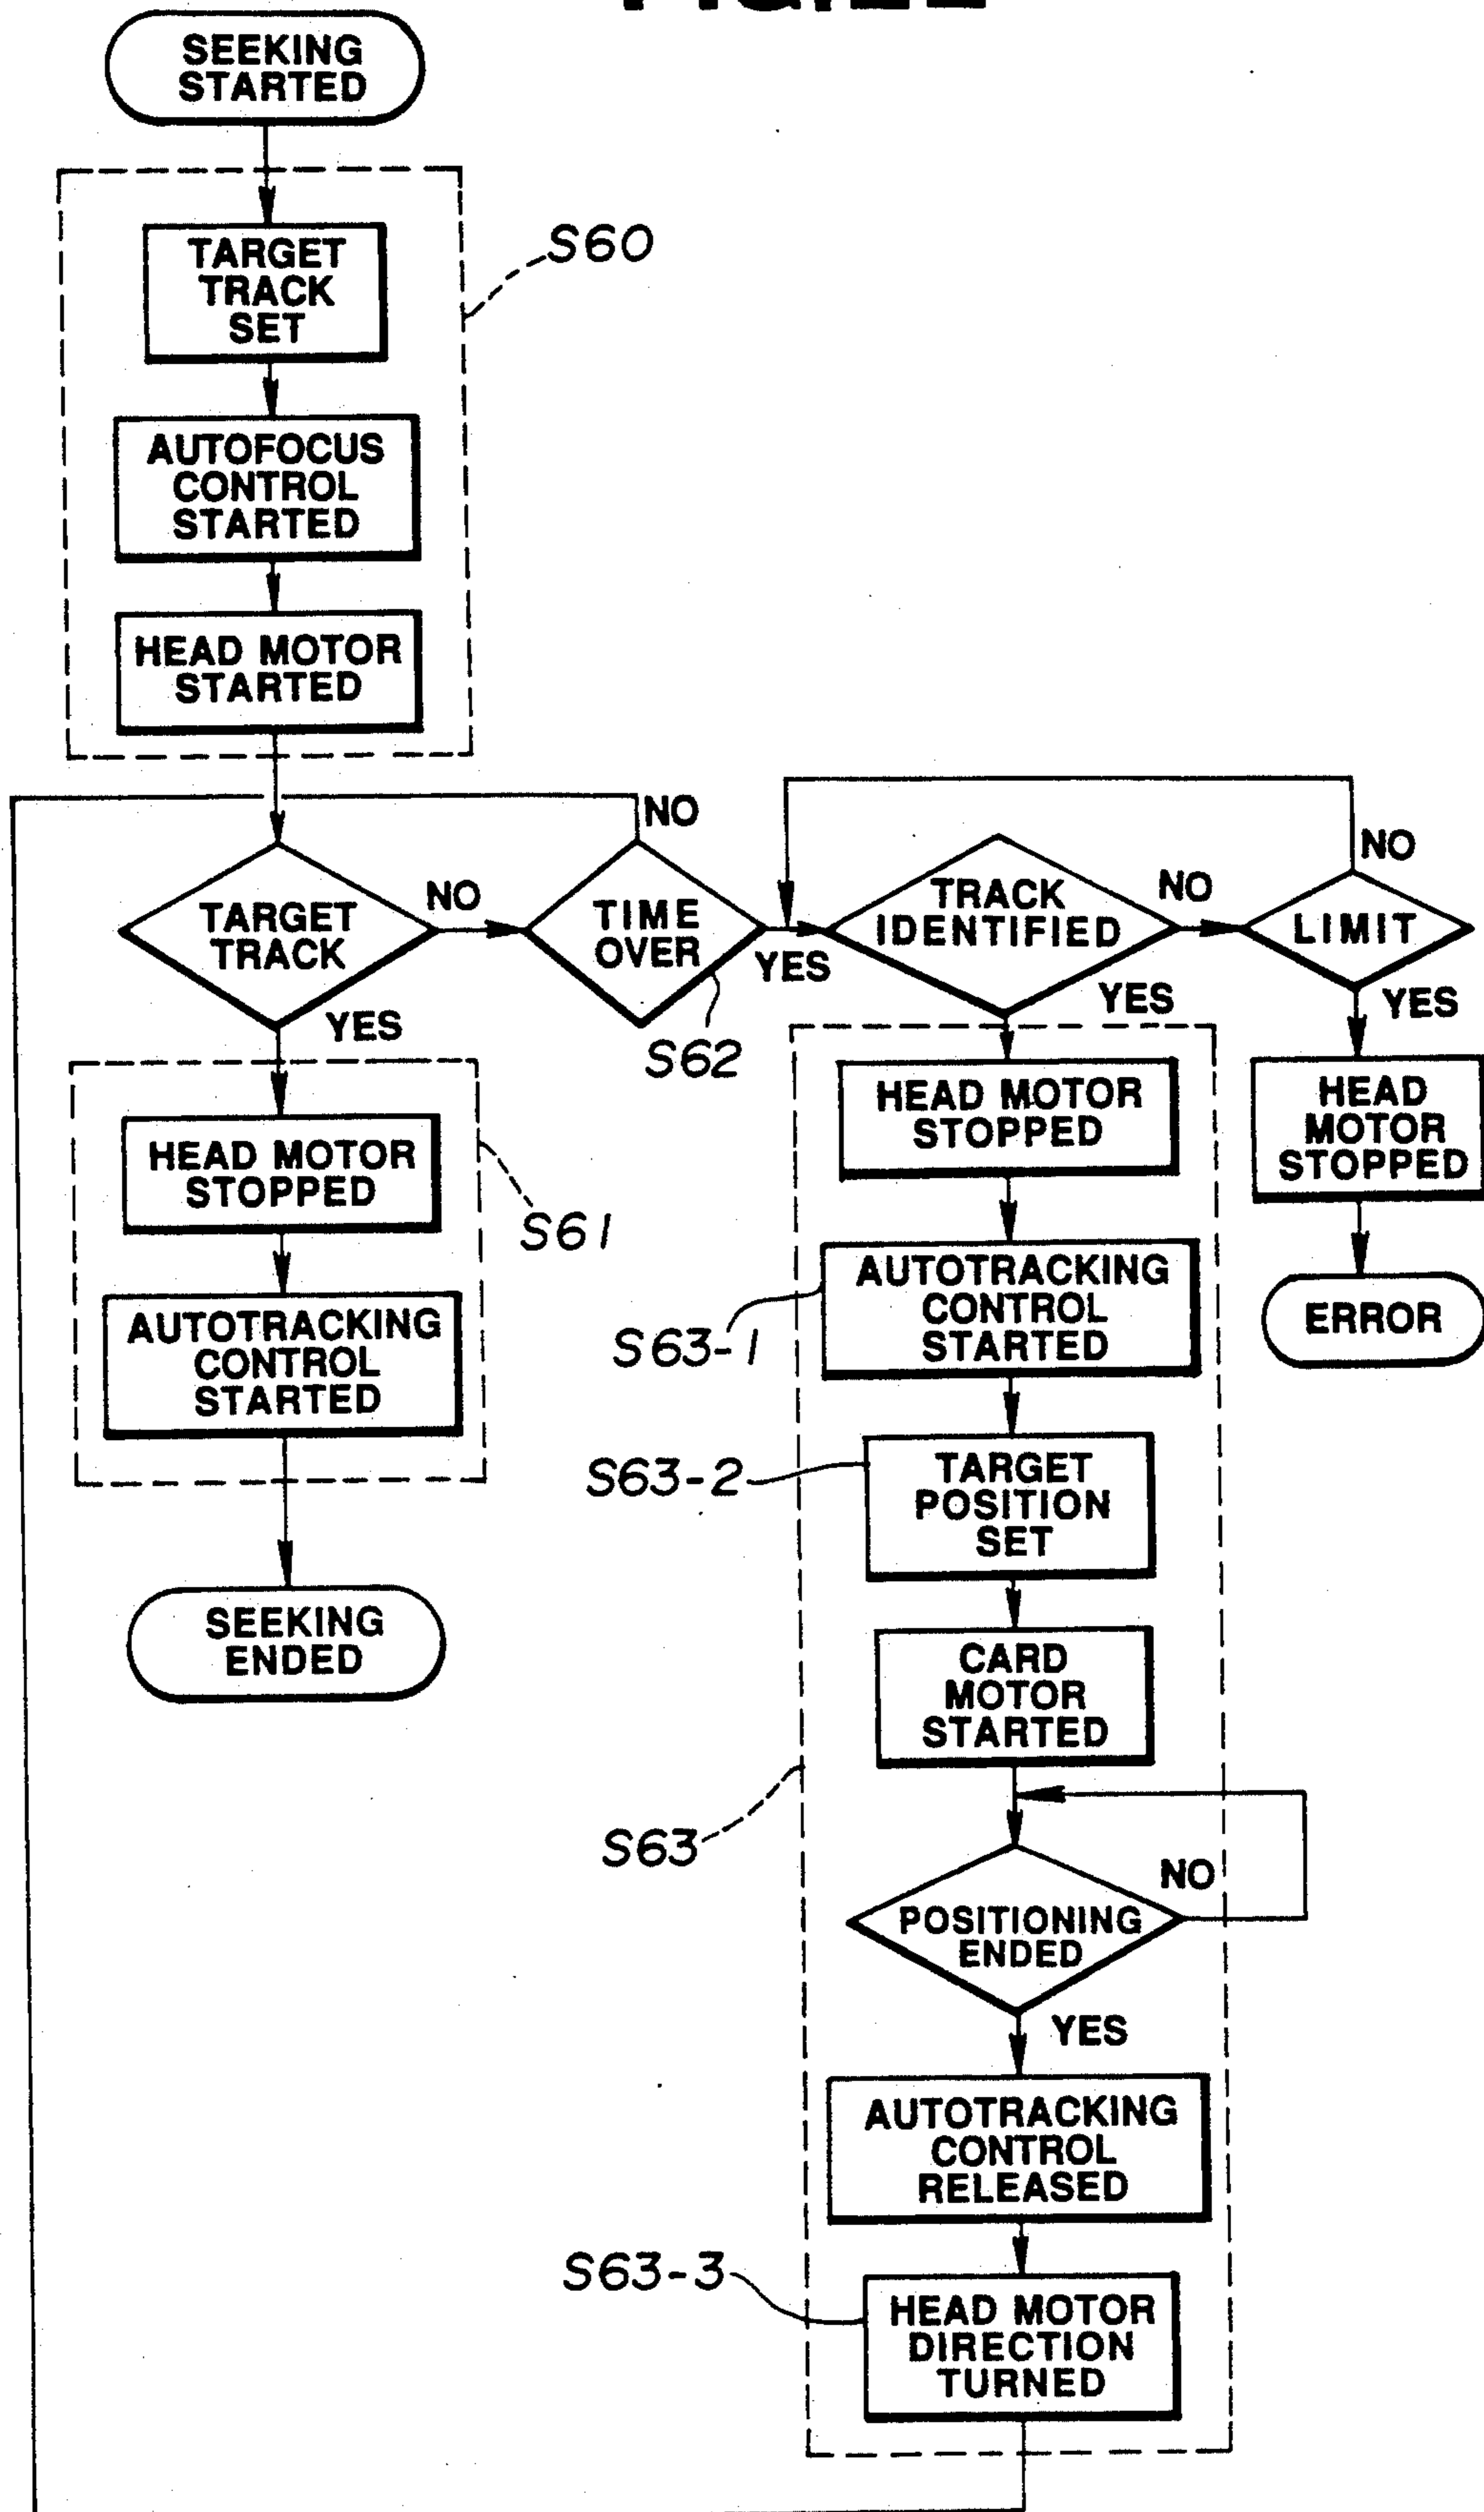 SEEKING
STARTED
TARGET
TRACK
SET
S60
AUTOFOCUS
CONTROL
STARTED
HEAD MOTOR
STARTED
TARGET
TRACK
NO
YES
TIME
OVER
NO
YES
S62
TRACK
IDENTIFIED
NO
YES
LIMIT
NO
YES
HEAD MOTOR
STOPPED
S61
AUTOTRACKING
CONTROL
STARTED
SEEKING
ENDED
HEAD MOTOR
STOPPED
AUTOTRACKING
CONTROL
STARTED
S63-1
TARGET
POSITION
SET
S63-2
CARD
MOTOR
STARTED
S63
POSITIONING
ENDED
NO
YES
AUTOTRACKING
CONTROL
RELEASED
HEAD MOTOR
DIRECTION
TURNED
S63-3
HEAD
MOTOR
STOPPED
ERROR